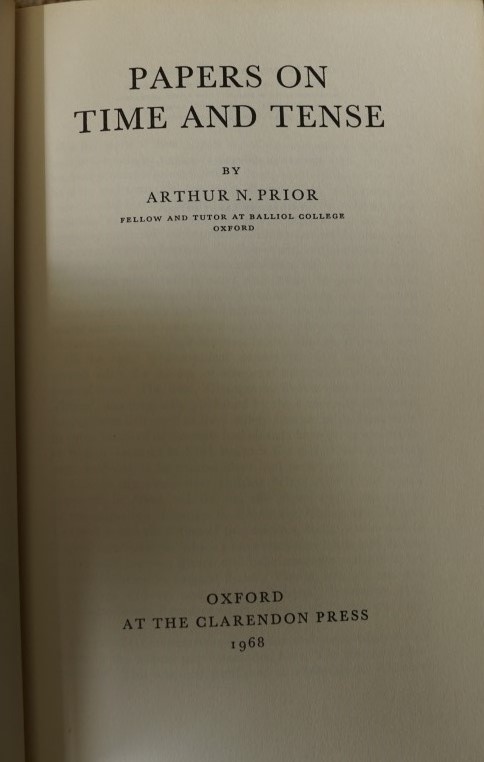 PAPERS ON
TIME AND TENSE
BY
ARTHUR N. PRIOR
FELLOW AND TUTOR AT BALLIOL COLLEGE
OXFORD
OXFORD
AT THE CLARENDON PRESS
1968